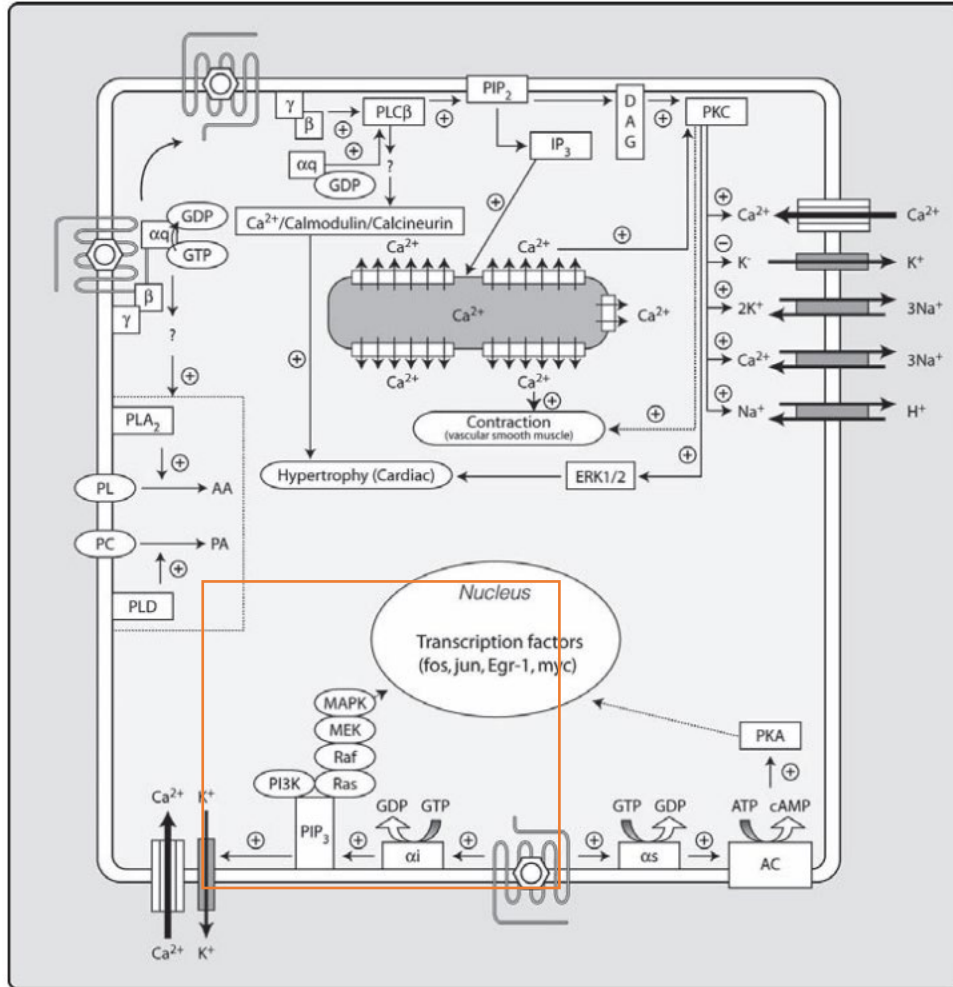 γ
β
PLCβ
PIP2
DAG
PKC
IP3
αq
GDP
?
Ca2+/Calmodulin/Calcineurin
GDP
αq
GTP
β
γ
?
Ca2+
Ca2+
Ca2+
Ca2+
Ca2+
Ca2+
Ca2+
Ca2+
K-
K+
2K+
3Na+
Ca2+
3Na+
Na+
H+
Contraction
(vascular smooth muscle)
Hypertrophy (Cardiac)
ERK1/2
PLA2
PL
AA
PC
PA
PLD
Nucleus
Transcription factors
(fos, jun, Egr-1, myc)
MAPK
MEK
Raf
PI3K
Ras
PIP3
PKA
Ca2+
K+
GDP
GTP
GTP
GDP
ATP
cAMP
αi
αs
AC
Ca2+
K+